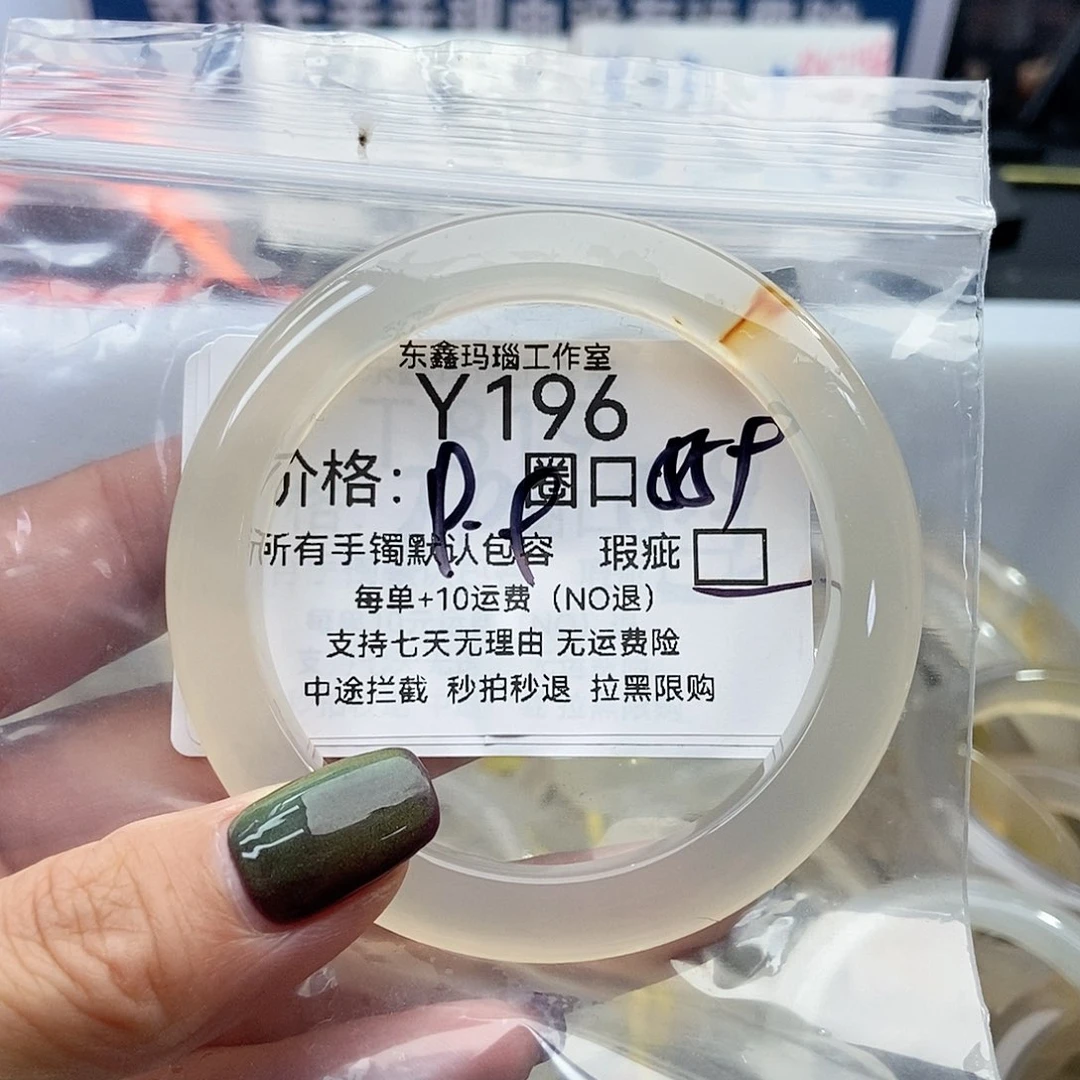 东鑫玛瑙工作室
Y196
价格: 圈口
所有手镯默认包容 瑕疵
每单+10运费（NO退）
支持七天无理由 无运费险
中途拦截 秒拍秒退 拉黑限购